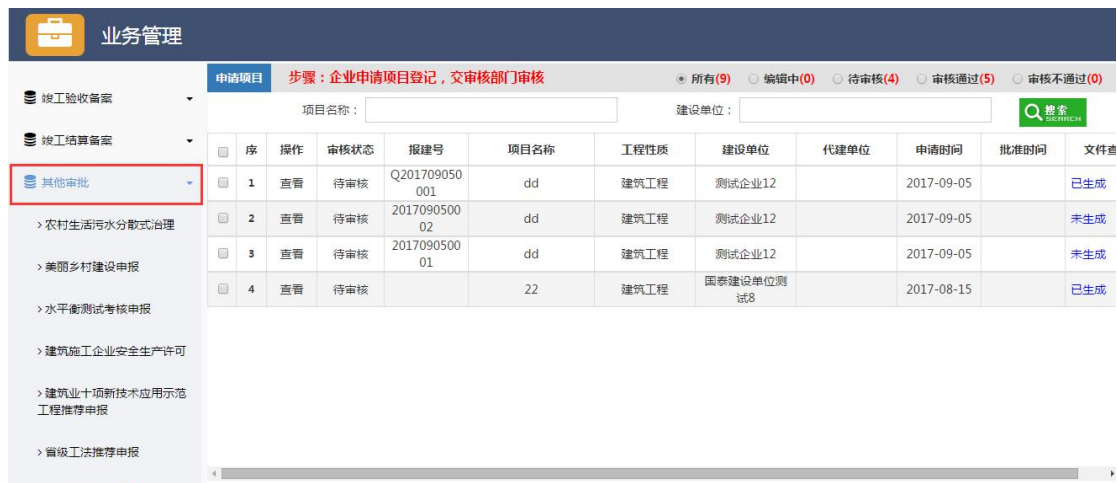 业务管理
竣工验收备案
竣工结算备案
其他审批
>农村生活污水分散式治理
>美丽乡村建设申报
>水平衡测试考核申报
>建筑施工企业安全生产许可
>建筑业十项新技术应用示范
工程推荐申报
>省级工法推荐申报
申请项目 步骤：企业申请项目登记，交审核部门审核 所有(9) 编辑中(0) 待审核(4) 审核通过(5) 审核不通过(0)
项目名称： 建设单位： 搜索
SEARCH
序 操作 审核状态 报建号 项目名称 工程性质 建设单位 代建单位 申请时间 批准时间 文件查
1 查看 待审核 Q201709050
001 dd 建筑工程 测试企业12 2017-09-05 已生成
2 查看 待审核 2017090500
02 dd 建筑工程 测试企业12 2017-09-05 未生成
3 查看 待审核 2017090500
01 dd 建筑工程 测试企业12 2017-09-05 未生成
4 查看 待审核 22 建筑工程 国泰建设单位测
试8 2017-08-15 已生成